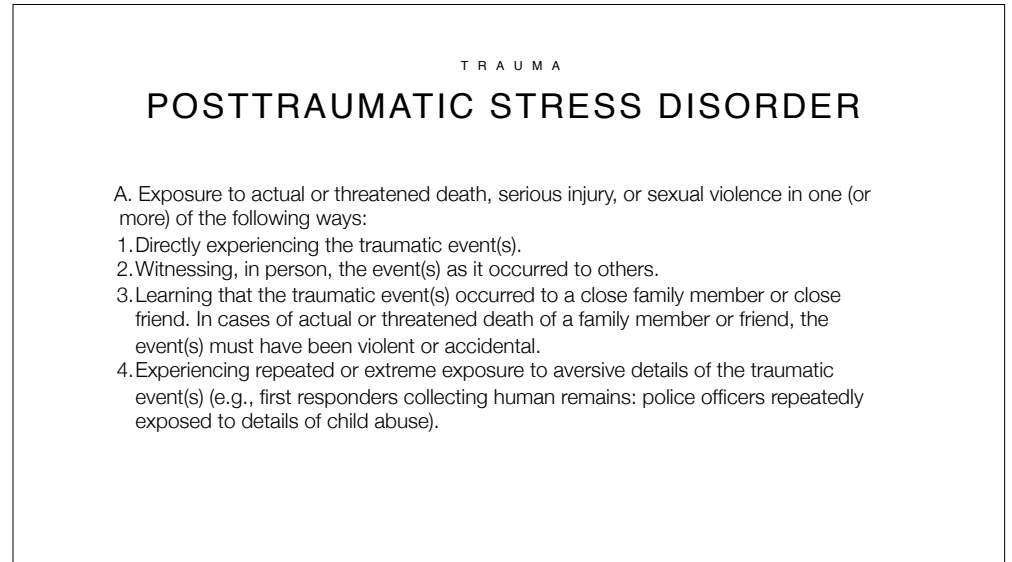 TRAUMA
POSTTRAUMATIC STRESS DISORDER
A. Exposure to actual or threatened death, serious injury, or sexual violence in one (or
more) of the following ways:
1.Directly experiencing the traumatic event(s).
2.Witnessing, in person, the event(s) as it occurred to others.
3.Learning that the traumatic event(s) occurred to a close family member or close
friend. In cases of actual or threatened death of a family member or friend, the
event(s) must have been violent or accidental.
4.Experiencing repeated or extreme exposure to aversive details of the traumatic
event(s) (e.g., first responders collecting human remains: police officers repeatedly
exposed to details of child abuse).